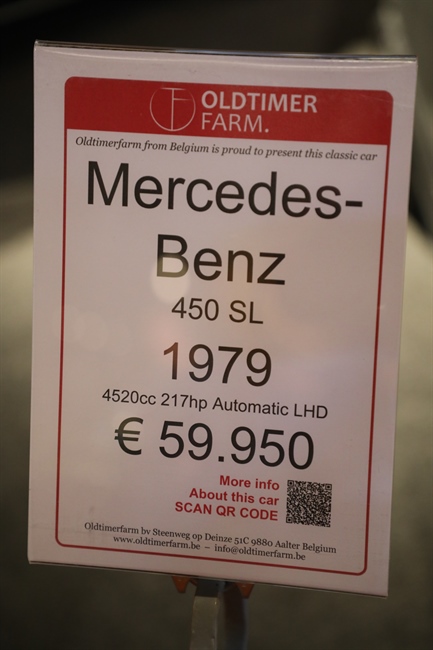 OLDTIMER
FARM.
Oldtimerfarm from Belgium is proud to present this classic car
Mercedes-
Benz
450 SL
1979
4520cc 217hp Automatic LHD
€ 59.950
More info
About this car
SCAN QR CODE
Oldtimerfarm bv Steenweg op Deinze 51C 9880 Aalter Belgium
www.oldtimerfarm.be – info@oldtimerfarm.be